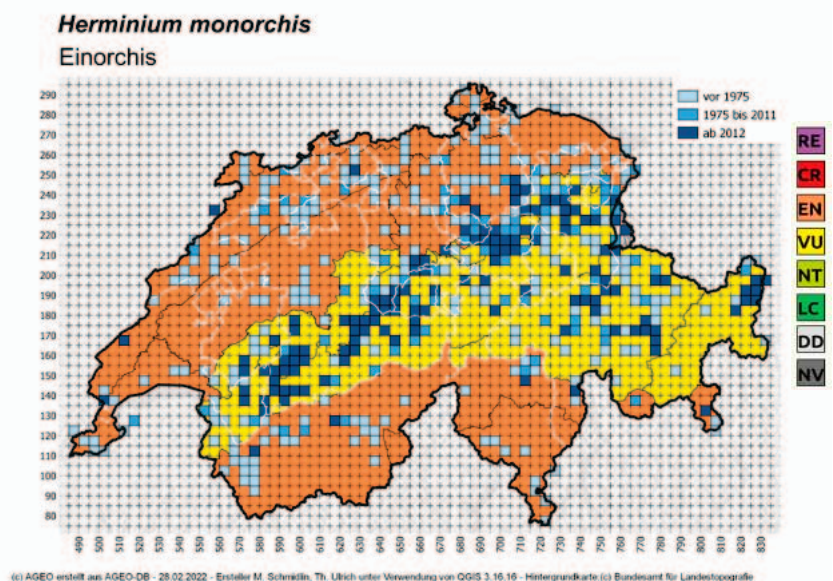 Herminium monorchis
Einorchis
vor 1975
1975 bis 2011
ab 2012
290
280
270
260
250
240
230
220
210
200
190
180
170
160
150
140
130
120
110
100
90
80
RE
CR
EN
VU
NT
LC
DD
NV
490 500 510 520 530 540 550 560 570 580 590 600 610 620 630 640 650 660 670 680 690 700 710 720 730 740 750 760 770 780 790 800 810 820 830
(c) AGEO erstellt aus AGEO-DB - 28.02.2022 - Ersteller M. Schmidlin, Th. Ulrich unter Verwendung von QGIS 3.16.16 - Hintergrundkarte:(c) Bundesamt für Landestopografie